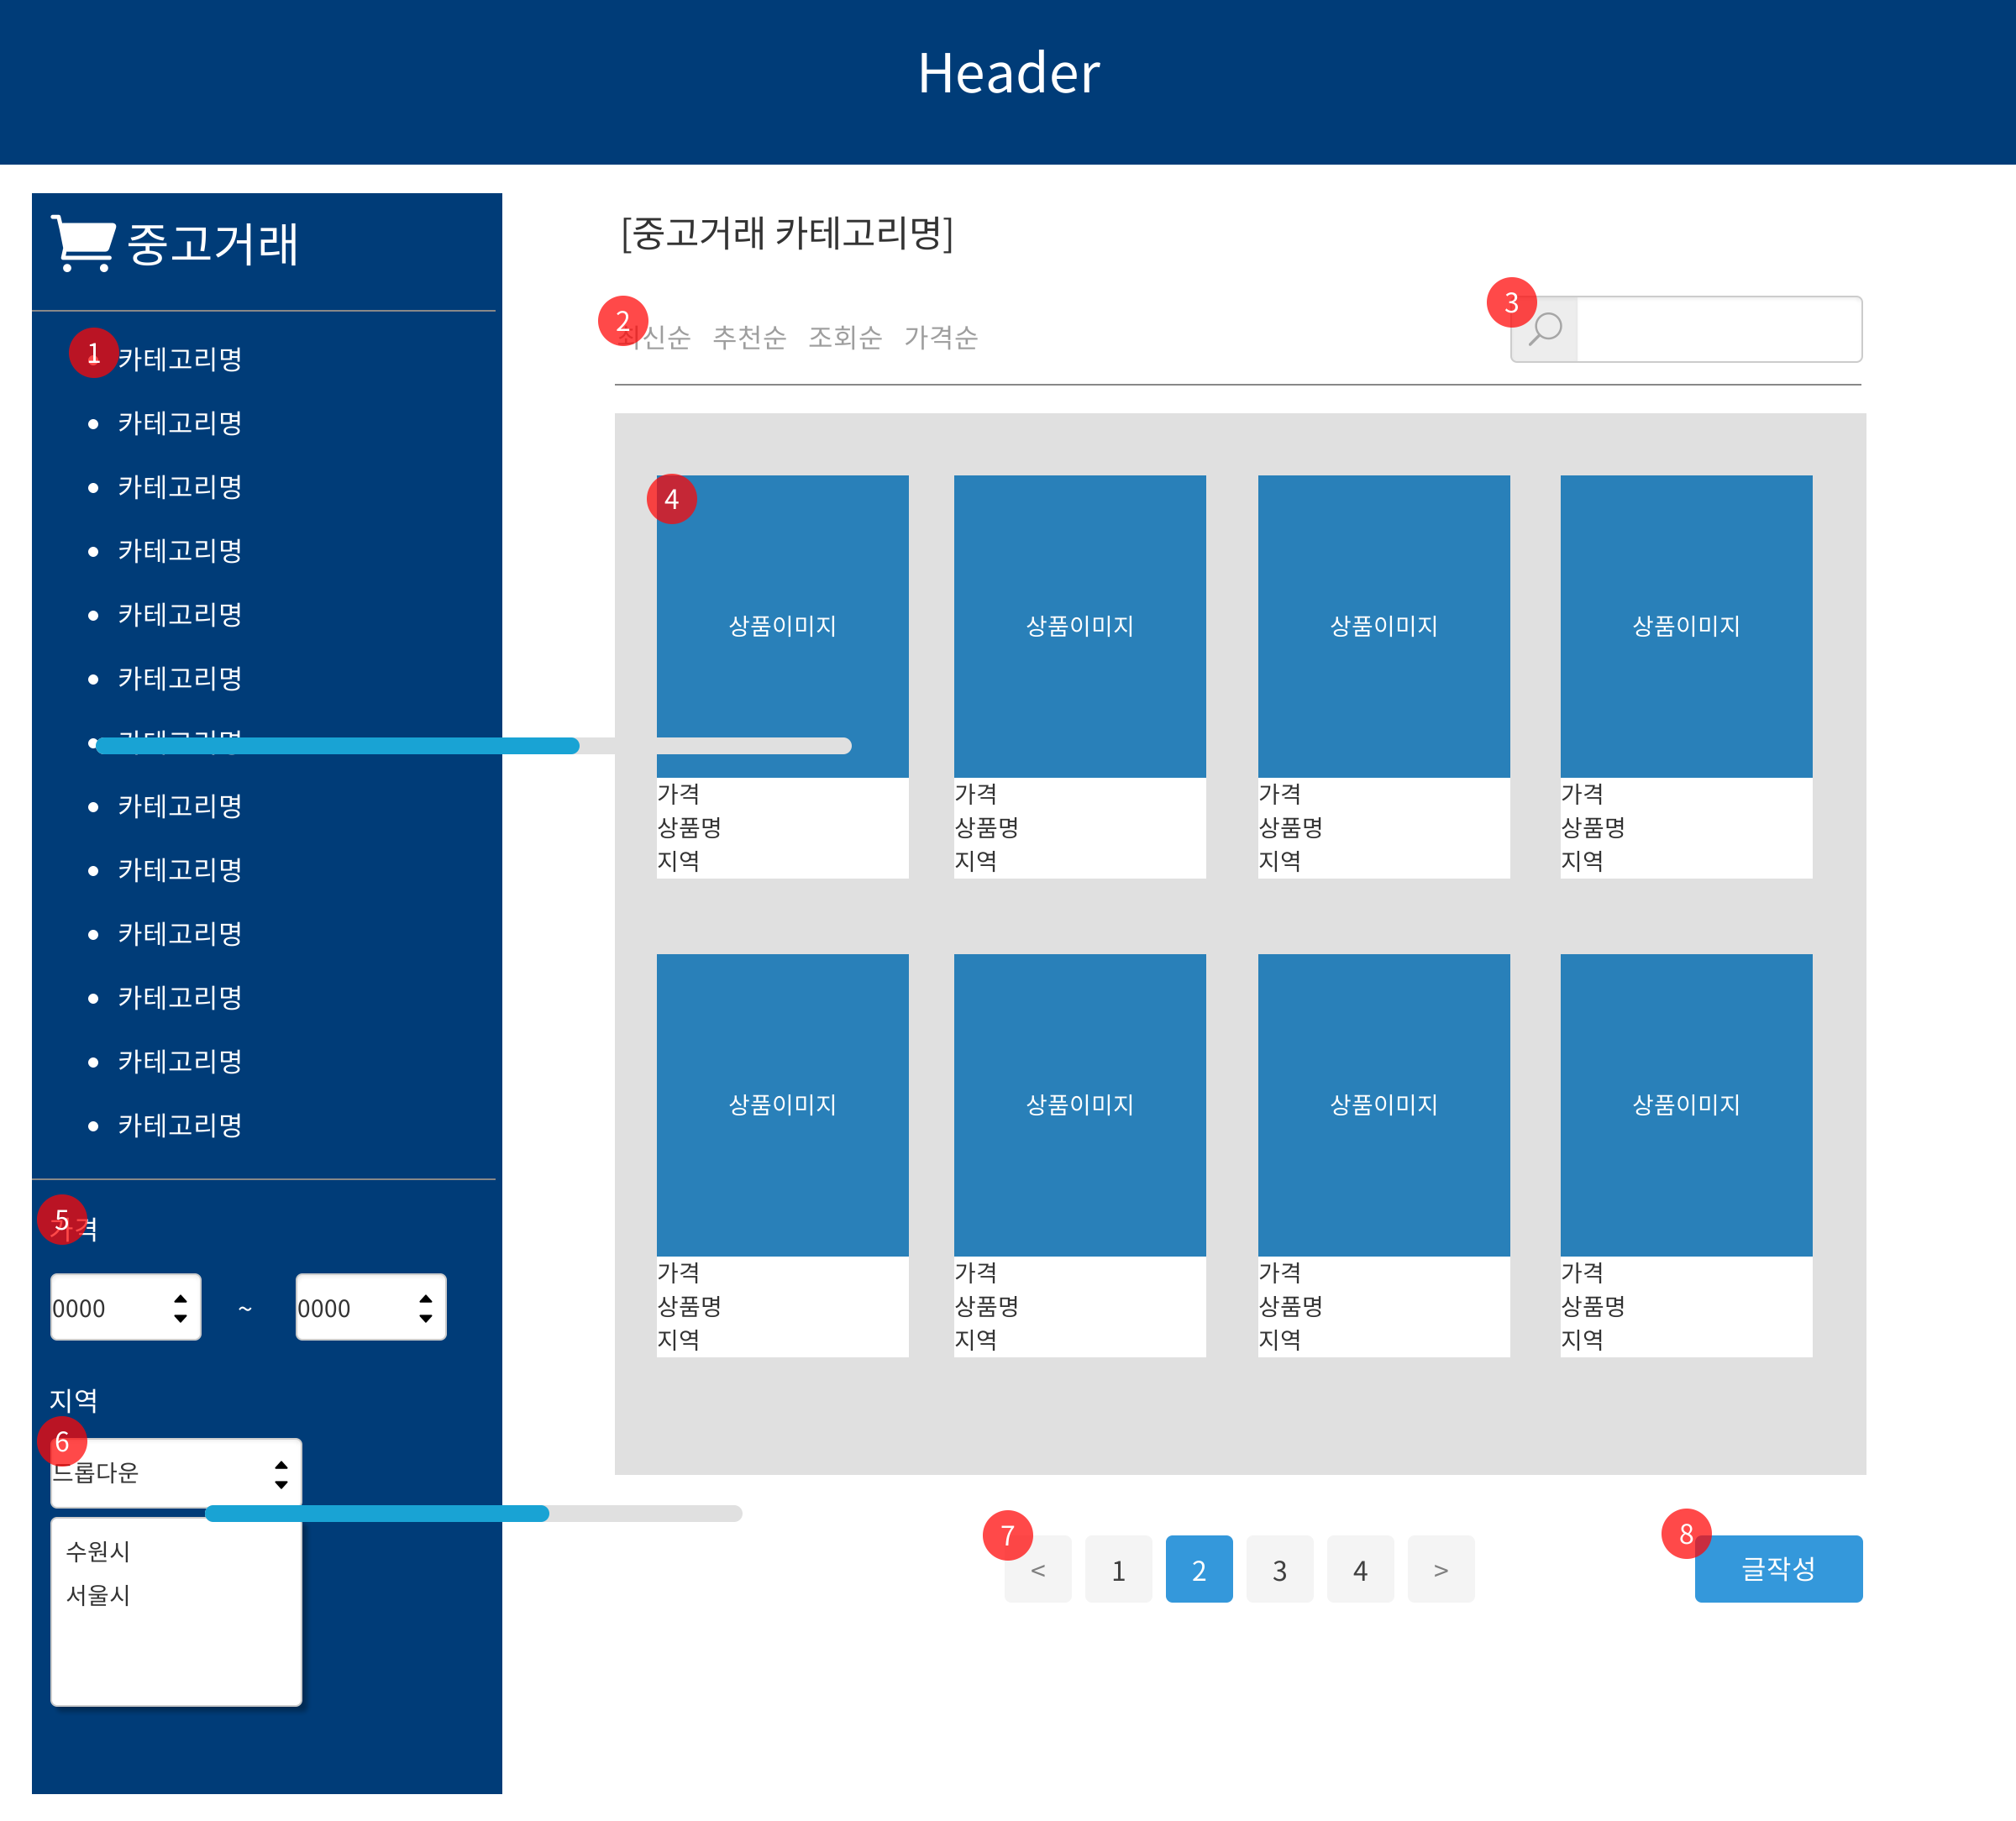 Header
중고거래
1
카테고리명
카테고리명
카테고리명
카테고리명
카테고리명
카테고리명
카테고리명
카테고리명
카테고리명
카테고리명
카테고리명
카테고리명
5
가격
0000 ~ 0000
지역
6
드롭다운
수원시
서울시
[중고거래 카테고리명]
2
최신순 추천순 조회순 가격순
3
4
상품이미지 상품이미지 상품이미지 상품이미지
가격 가격 가격 가격
상품명 상품명 상품명 상품명
지역 지역 지역 지역
상품이미지 상품이미지 상품이미지 상품이미지
가격 가격 가격 가격
상품명 상품명 상품명 상품명
지역 지역 지역 지역
7
< 1 2 3 4 >
8
글작성